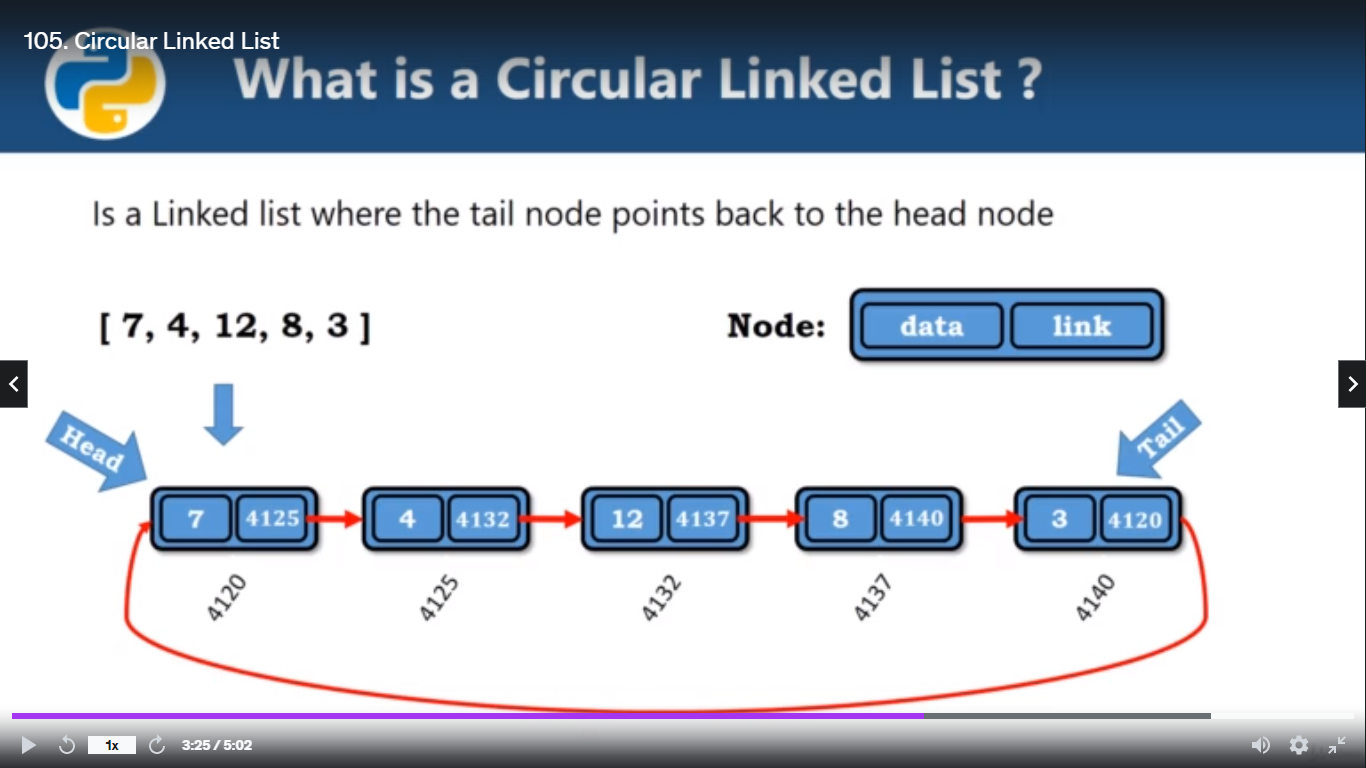 105. Circular Linked List
What is a Circular Linked List ?
Is a Linked list where the tail node points back to the head node
[ 7, 4, 12, 8, 3 ]
Node:
data
link
Head
Tail
7
4125
4
4132
12
4137
8
4140
3
4120
4120
4125
4132
4137
4140
1x
3:25 / 5:02